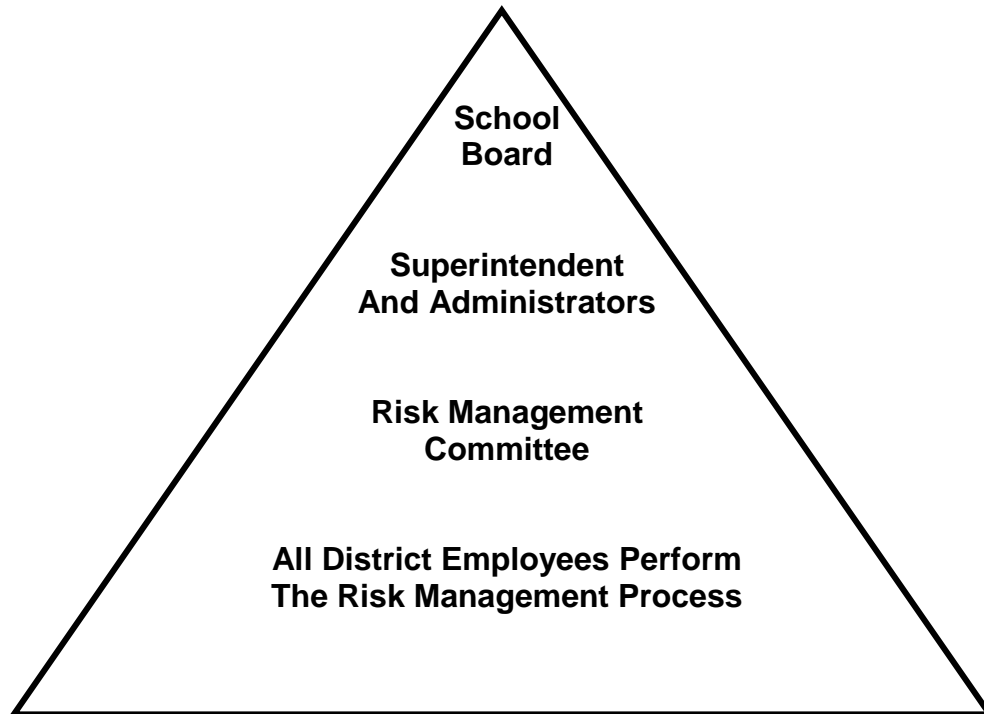 School
Board
Superintendent
And Administrators
Risk Management
Committee
All District Employees Perform
The Risk Management Process